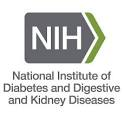 NIH
National Institute of
Diabetes and Digestive
and Kidney Diseases